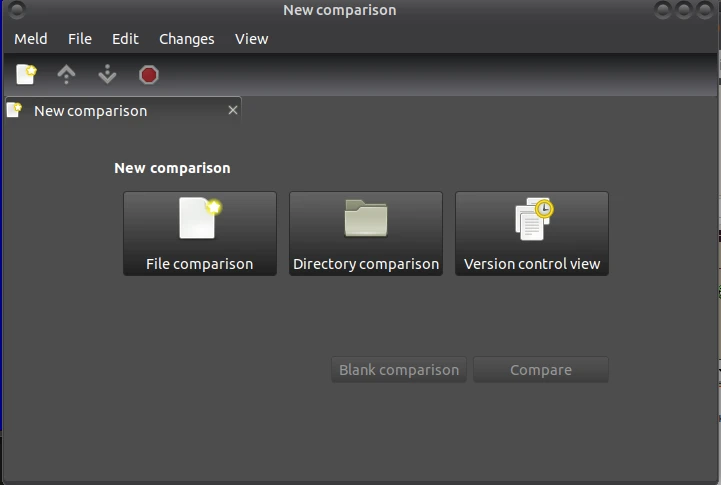 New comparison
Meld File Edit Changes View
New comparison
New comparison
File comparison Directory comparison Version control view
Blank comparison Compare